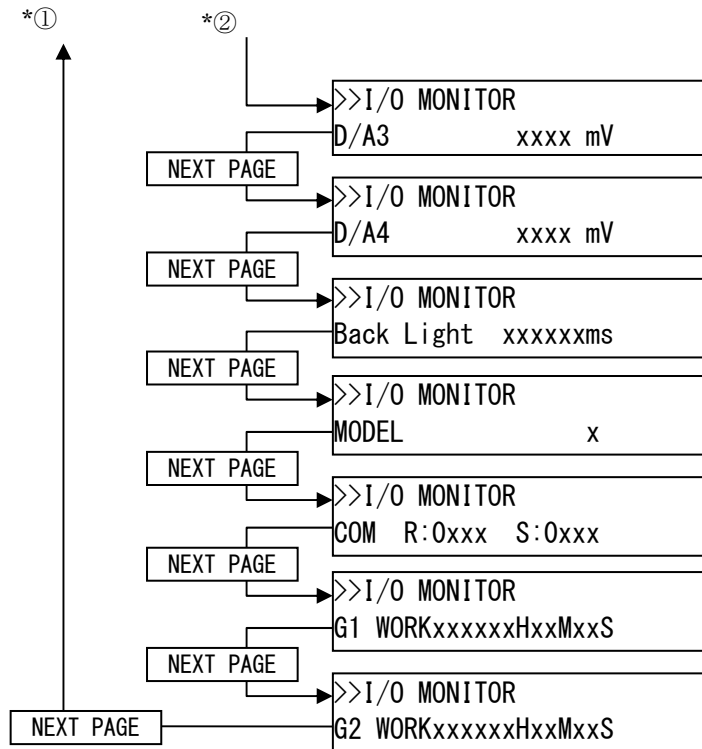 *①
*②
>>I/O MONITOR
D/A3 xxxx mV
NEXT PAGE
>>I/O MONITOR
D/A4 xxxx mV
NEXT PAGE
>>I/O MONITOR
Back Light xxxxxxms
NEXT PAGE
>>I/O MONITOR
MODEL x
NEXT PAGE
>>I/O MONITOR
COM R:0xxx S:0xxx
NEXT PAGE
>>I/O MONITOR
G1 WORKxxxxxxHxxMxxS
NEXT PAGE
>>I/O MONITOR
G2 WORKxxxxxxHxxMxxS
NEXT PAGE